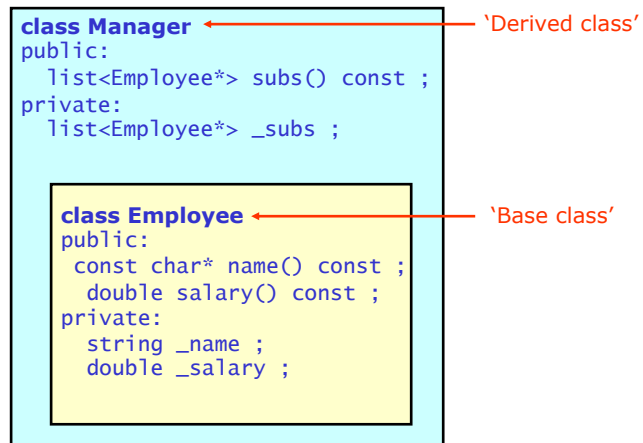 class Manager
‘Derived class’
public:
list<Employee*> subs() const ;
private:
list<Employee*> _subs ;
class Employee
‘Base class’
public:
const char* name() const ;
double salary() const ;
private:
string _name ;
double _salary ;